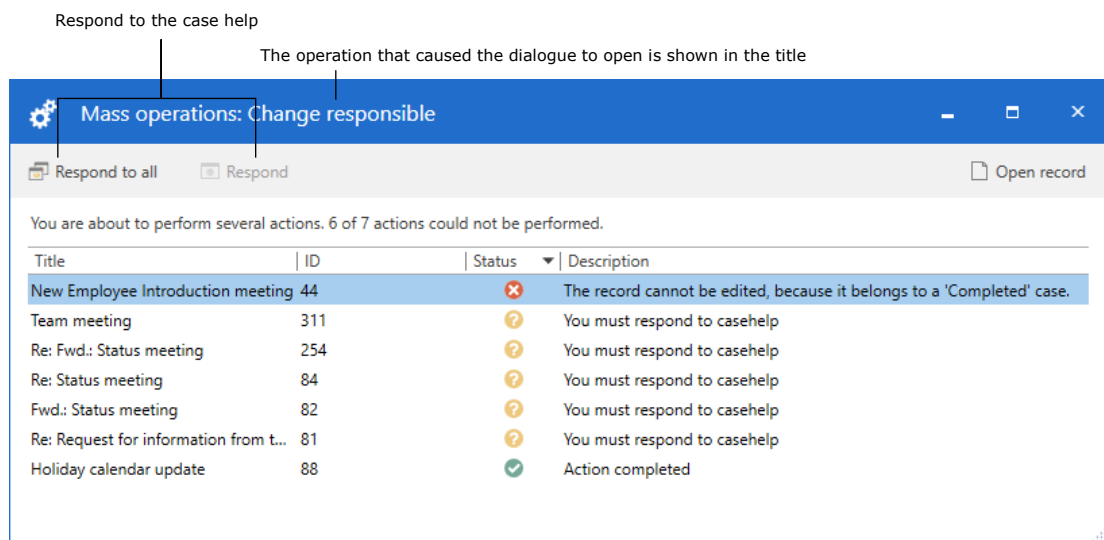 Respond to the case help
The operation that caused the dialogue to open is shown in the title
Mass operations: Change responsible
Respond to all Respond Open record
You are about to perform several actions. 6 of 7 actions could not be performed.
Title ID Status Description
New Employee Introduction meeting 44 The record cannot be edited, because it belongs to a 'Completed' case.
Team meeting 311 You must respond to casehelp
Re: Fwd.: Status meeting 254 You must respond to casehelp
Re: Status meeting 84 You must respond to casehelp
Fwd.: Status meeting 82 You must respond to casehelp
Re: Request for information from t... 81 You must respond to casehelp
Holiday calendar update 88 Action completed